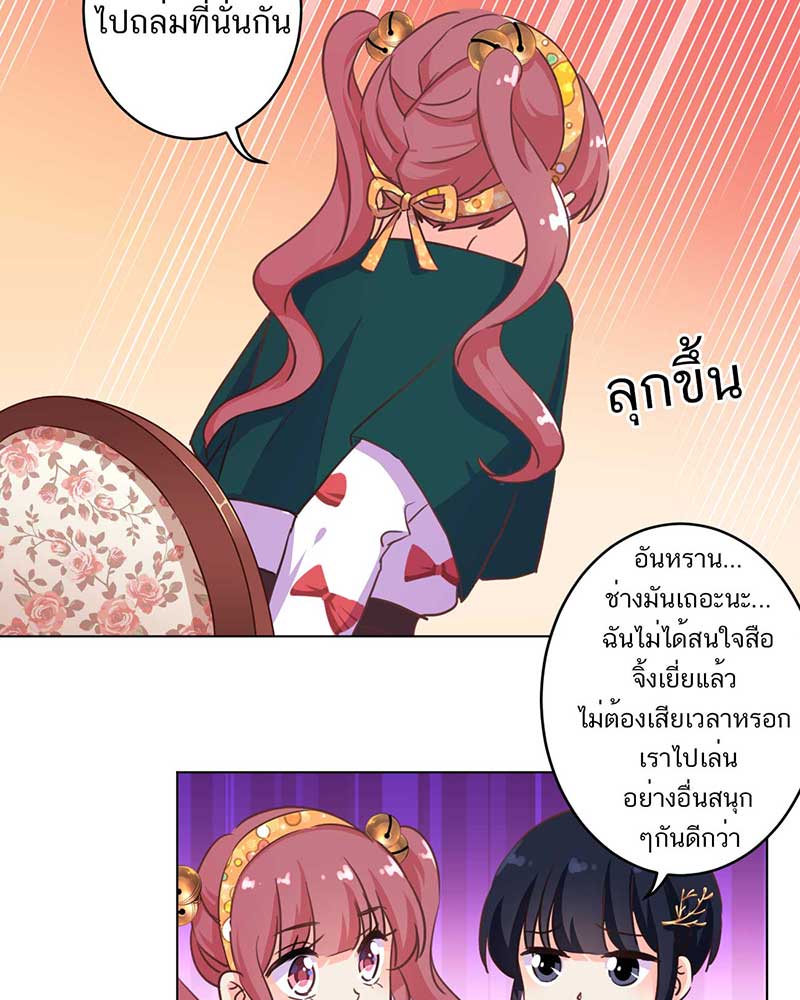 ไปถล่มที่นั่นกัน
ลุกขึ้น
อันหราน...
ช่างมันเถอะนะ...
ฉันไม่ได้สนใจสือ
จิ้งเยี่ยแล้ว
ไม่ต้องเสียเวลาหรอก
เราไปเล่น
อย่างอื่นสนุก
ๆกันดีกว่า